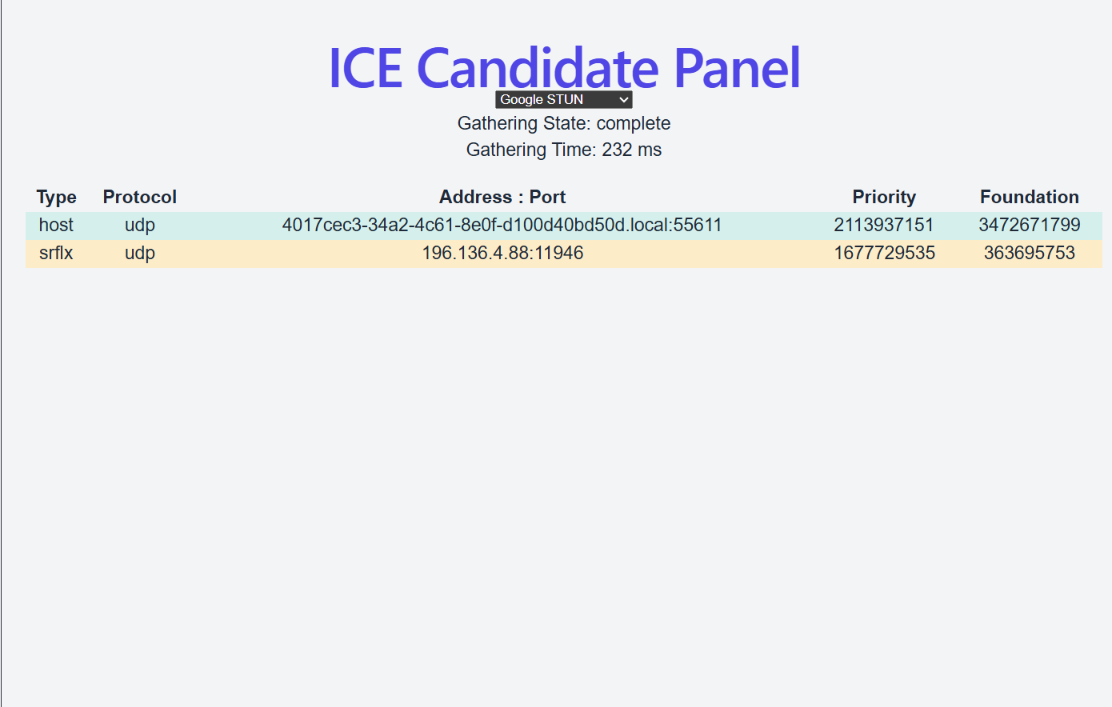 ICE Candidate Panel
Google STUN
Gathering State: complete
Gathering Time: 232 ms
Type Protocol Address : Port Priority Foundation
host udp 4017cec3-34a2-4c61-8e0f-d100d40bd50d.local:55611 2113937151 3472671799
srflx udp 196.136.4.88:11946 1677729535 363695753